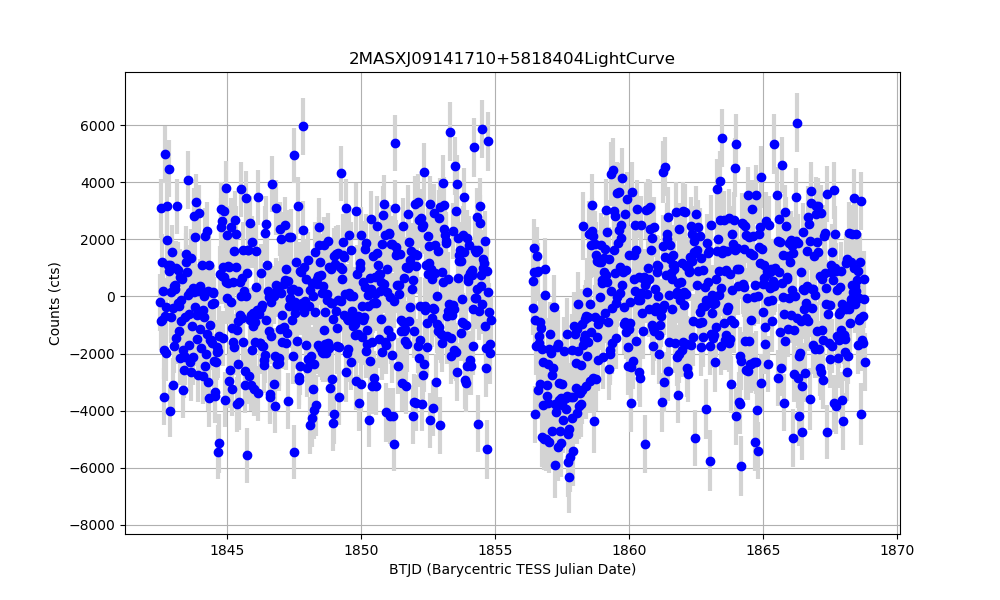 2MASXJ09141710+5818404LightCurve
6000
4000
2000
0
−2000
−4000
−6000
−8000
Counts (cts)
1845 1850 1855 1860 1865 1870
BTJD (Barycentric TESS Julian Date)